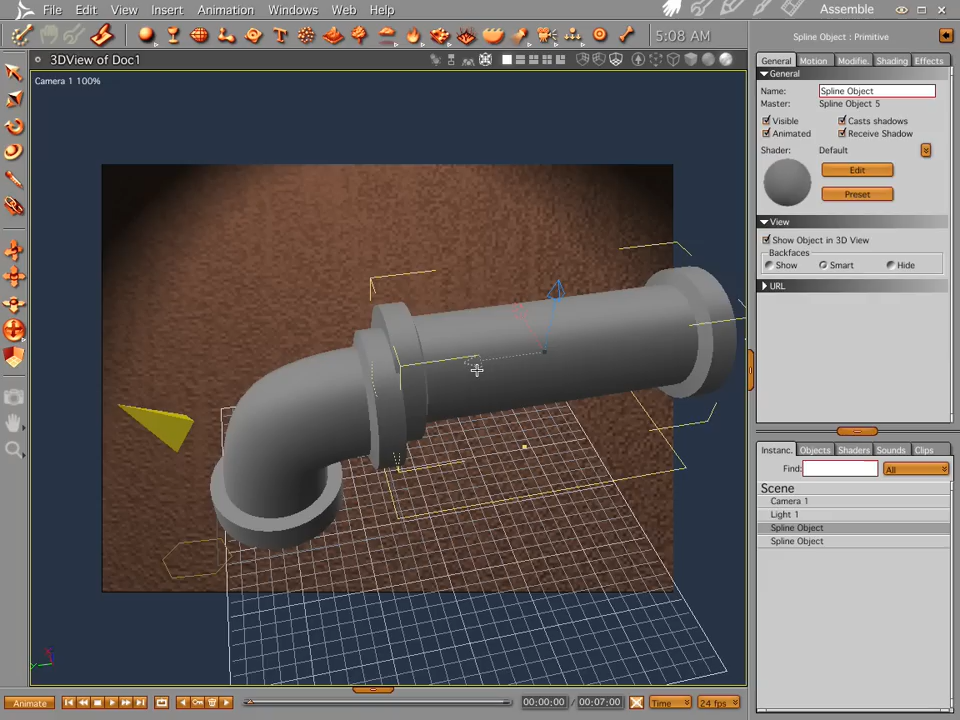 File Edit View Insert Animation Windows Web Help
Assemble
5:08 AM
3DView of Doc1
Camera 1 100%
Spline Object : Primitive
General Motion Modifie. Shading Effects
General
Name: Spline Object
Master: Spline Object 5
Visible Casts shadows
Animated Receive Shadow
Shader: Default
Edit
Preset
View
Show Object in 3D View
Backfaces
Show Smart Hide
URL
Instanc. Objects Shaders Sounds Clips
Find: All
Scene
Camera 1
Light 1
Spline Object
Spline Object
Animate 00:00:00 / 00:07:00 Time 24 fps